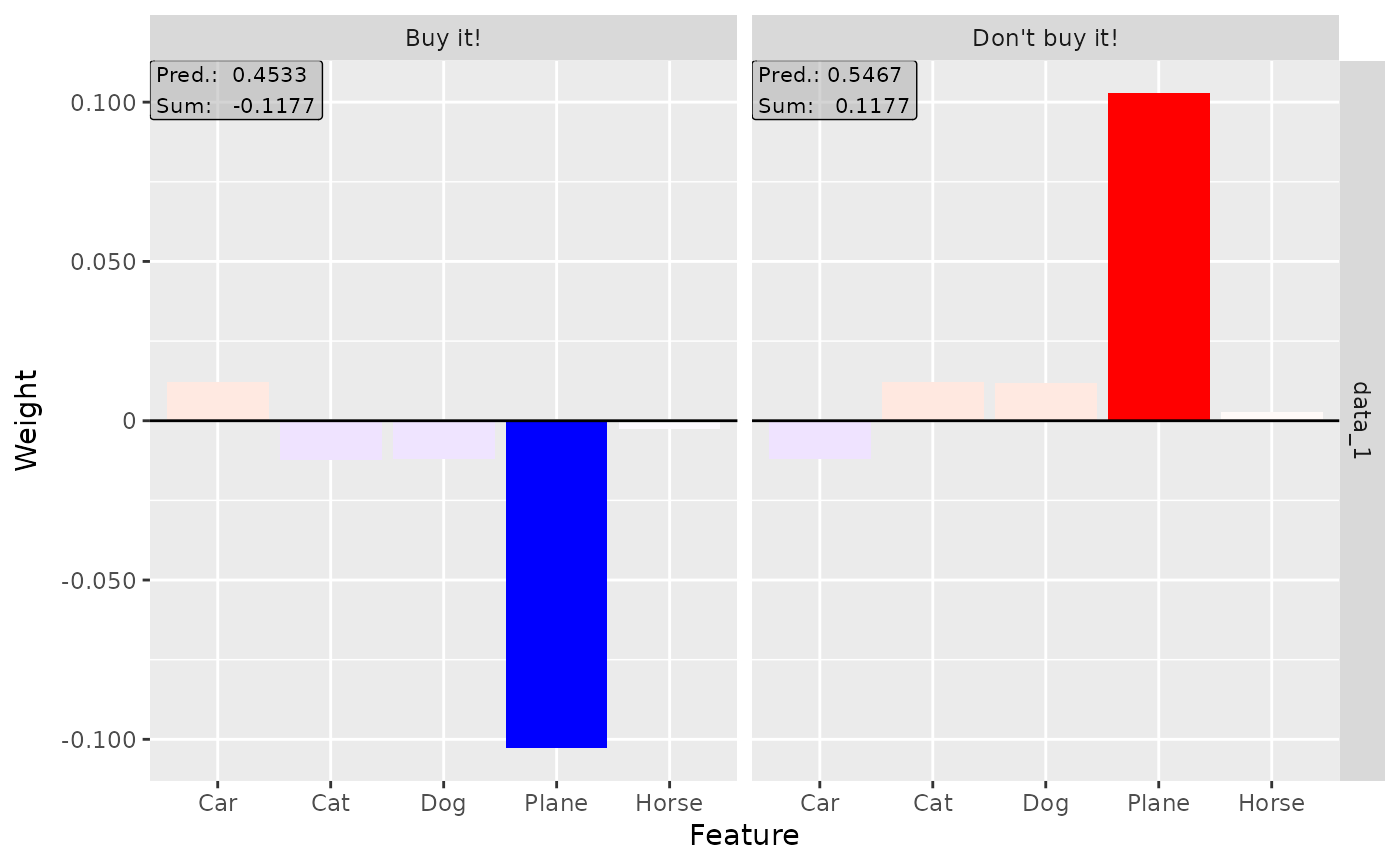 Buy it!
Don't buy it!
Pred.: 0.4533
Sum: -0.1177
Pred.: 0.5467
Sum: 0.1177
0.100
0.050
0
-0.050
-0.100
Weight
data_1
Car Cat Dog Plane Horse
Car Cat Dog Plane Horse
Feature